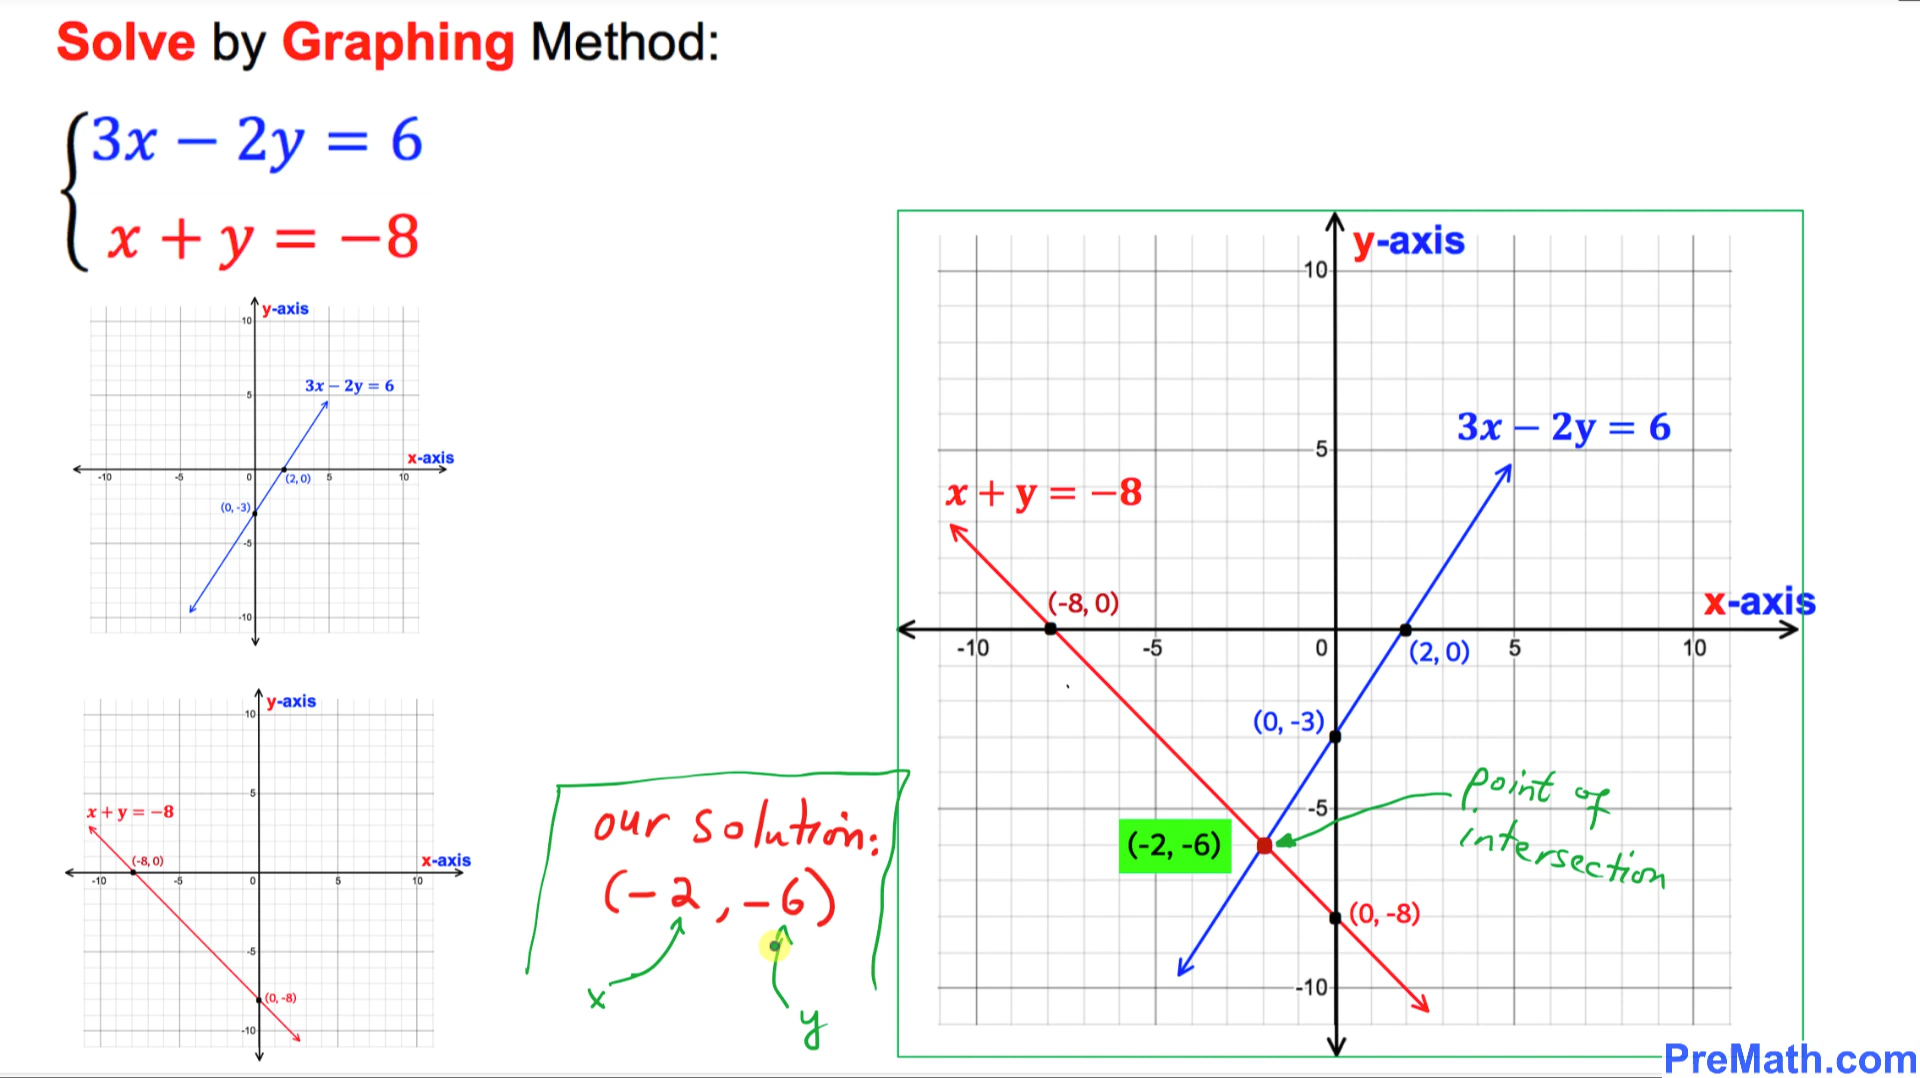 Solve by Graphing Method:
3x − 2y = 6
x + y = −8
y-axis
10
3x − 2y = 6
5
x-axis
-10 -5 0 (2, 0) 5 10
(0, -3)
-5
-10
y-axis
10
5
x + y = −8
(-8, 0)
x-axis
-10 -5 0 5 10
-5
(0, -8)
-10
our solution:
(-2, -6)
x
y
y-axis
10
3x − 2y = 6
5
x + y = −8
(-8, 0)
x-axis
-10 -5 0 (2, 0) 5 10
(0, -3)
point of
intersection
-5
(-2, -6)
(0, -8)
-10
PreMath.com